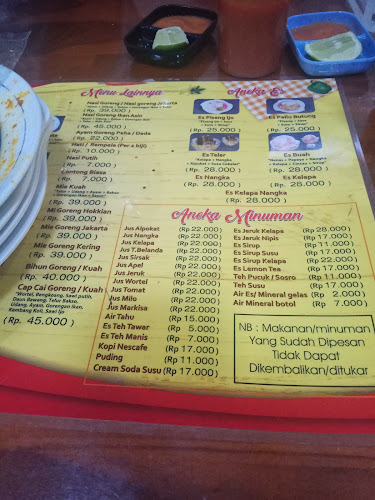 Menu Lainnya
Nasi Goreng / Nasi Goreng Jakarta
(Rp. 39.000)
Nasi Goreng Ikan Asin
(Rp. 45.000)
Ayam Goreng Paha / Dada
(Rp. 22.000)
Hati / Rempela (Per a biji)
(Rp. 10.000)
Nasi Putih
(Rp. 7.000)
Lontong Biasa
(Rp. 7.000)
Mie Kuah
(Rp. 39.000)
Mi Goreng Hokkian
(Rp. 39.000)
Mie Goreng Jakarta
(Rp. 39.000)
Mie Goreng Kering
(Rp. 39.000)
Bihun Goreng / Kuah
(Rp. 40.000)
Cap Cai Goreng / Kuah
Daun Bawang, Telur Bakso,
Udang, Ayam, Gorengan Ikan,
Kembang Kol, Sawi Ijo
(Rp. 45.000)
Aneka Es
Es Pisang Ijo
(Rp. 25.000)
Es Pallu Butung
(Rp. 25.000)
Es Teler
(Rp. 28.000)
Es Buah
(Rp. 28.000)
Es Nangka
(Rp. 28.000)
Es Kelapa
(Rp. 28.000)
Es Kelapa Nangka
(Rp. 28.000)
Aneka Minuman
Jus Alpokat (Rp 22.000)
Jus Nangka (Rp 22.000)
Jus Kelapa (Rp 22.000)
Jus T.Belanda (Rp 22.000)
Jus Sirsak (Rp 22.000)
Jus Apel (Rp 22.000)
Jus Jeruk (Rp 22.000)
Jus Wortel (Rp 22.000)
Jus Tomat (Rp 22.000)
Jus Milo (Rp 22.000)
Jus Markisa (Rp 22.000)
Air Tahu (Rp 15.000)
Es Teh Tawar (Rp 5.000)
Es Teh Manis (Rp 7.000)
Kopi Nescafe (Rp 17.000)
Puding (Rp 11.000)
Cream Soda Susu (Rp 17.000)
Es Jeruk Kelapa (Rp 28.000)
Es Jeruk Nipis (Rp 17.000)
Es Sirup (Rp 11.000)
Es Sirup Susu (Rp 17.000)
Es Sirup Kelapa (Rp 22.000)
Es Lemon Tea (Rp 17.000)
Teh Pucuk / Sosro (Rp 11.000)
Teh Susu (Rp 17.000)
Air Es/ Mineral gelas (Rp 2.000)
Air Mineral botol (Rp 7.000)
NB : Makanan/minuman
Yang Sudah Dipesan
Tidak Dapat
Dikembalikan/ditukar